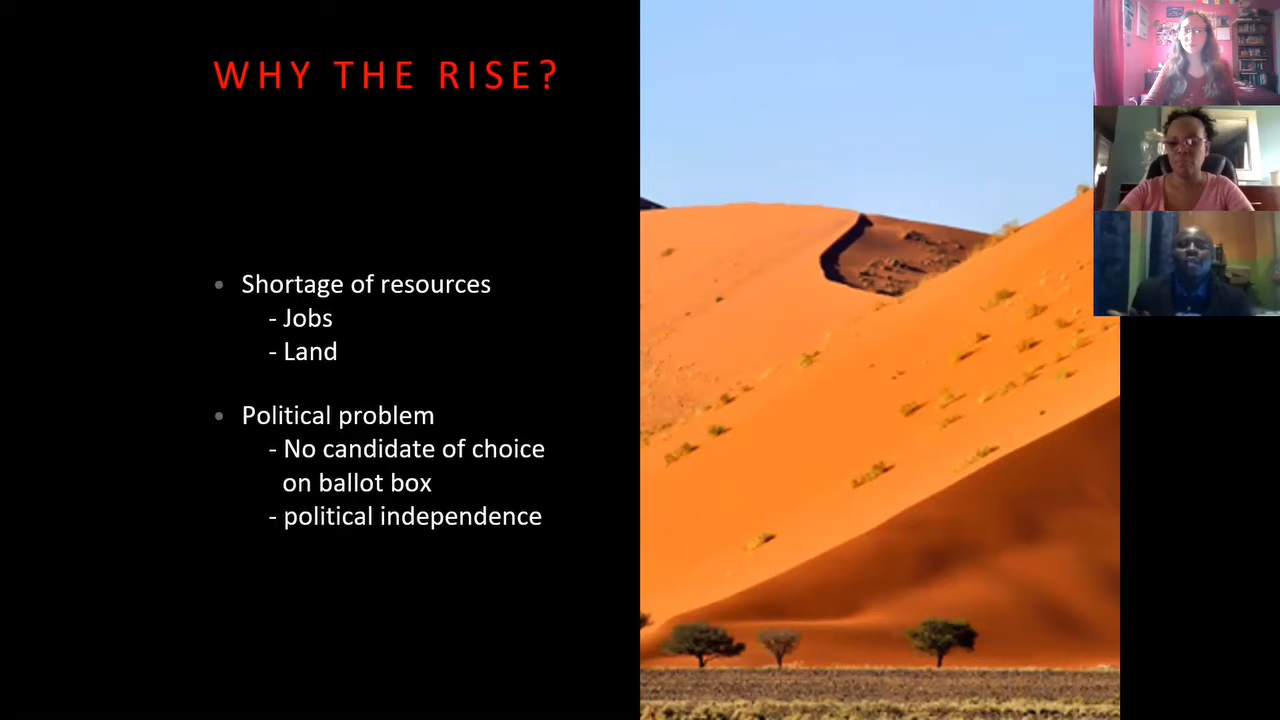 WHY THE RISE?
• Shortage of resources
- Jobs
- Land
• Political problem
- No candidate of choice
on ballot box
- political independence